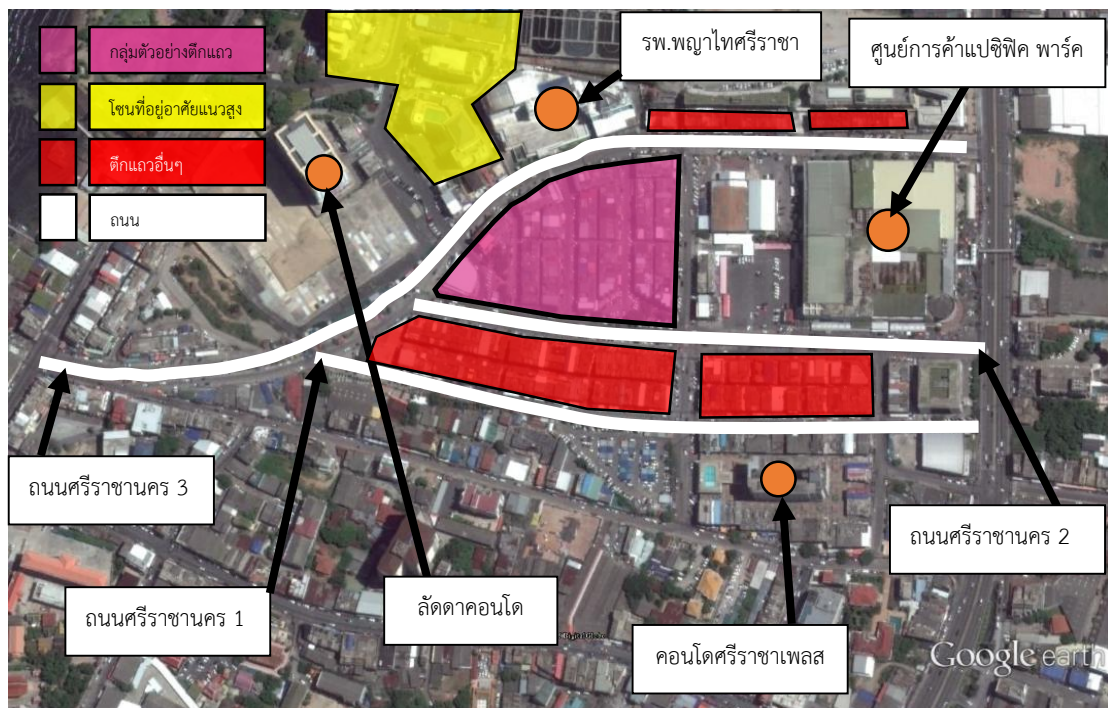 กลุ่มตัวอย่างตึกแถว
โซนที่อยู่อาศัยแนวสูง
ตึกแถวอื่นๆ
ถนน
รพ.พญาไทศรีราชา
ศูนย์การค้าแปซิฟิค พาร์ค
ถนนศรีราชานคร 3
ถนนศรีราชานคร 2
ถนนศรีราชานคร 1
ลัดดาคอนโด
คอนโดศรีราชาเพลส
Google earth